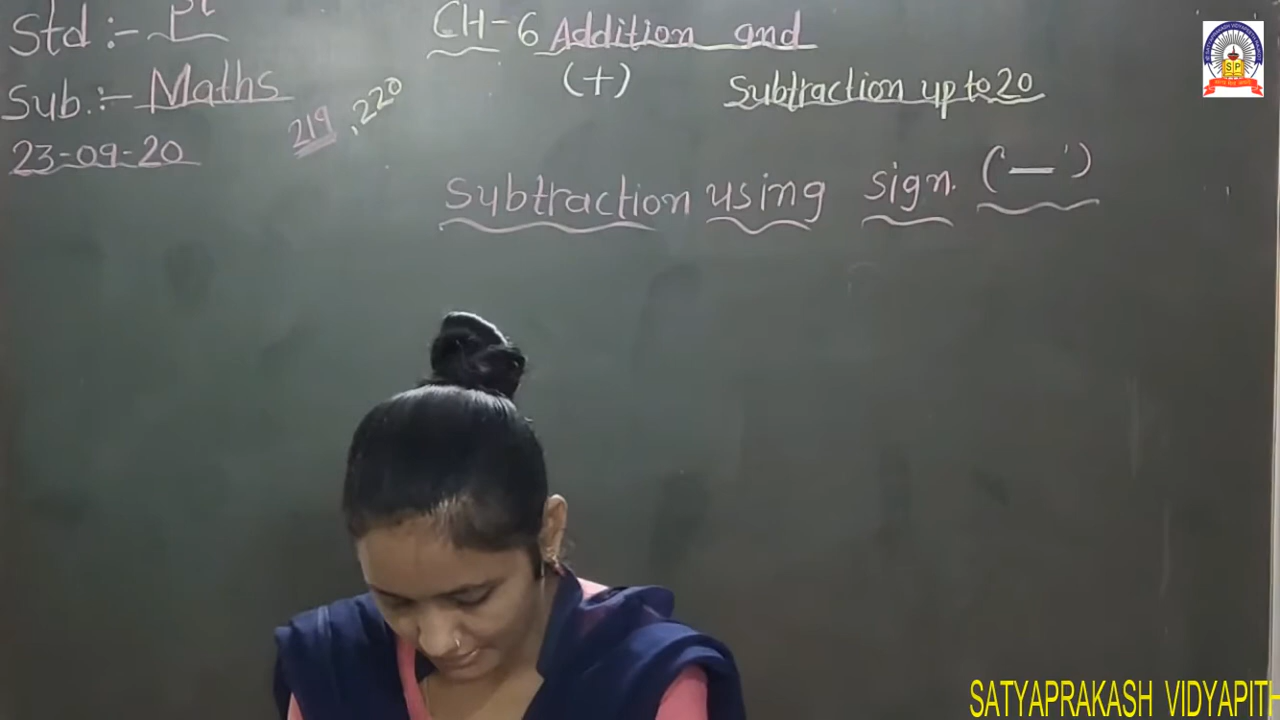 Std :- 1st
CH-6 Addition and
(+) Subtraction up to 20
Sub. :- Maths
219, 220
23-09-20
Subtraction using sign. ('—')
SP
SATYAPRAKASH VIDYAPITH